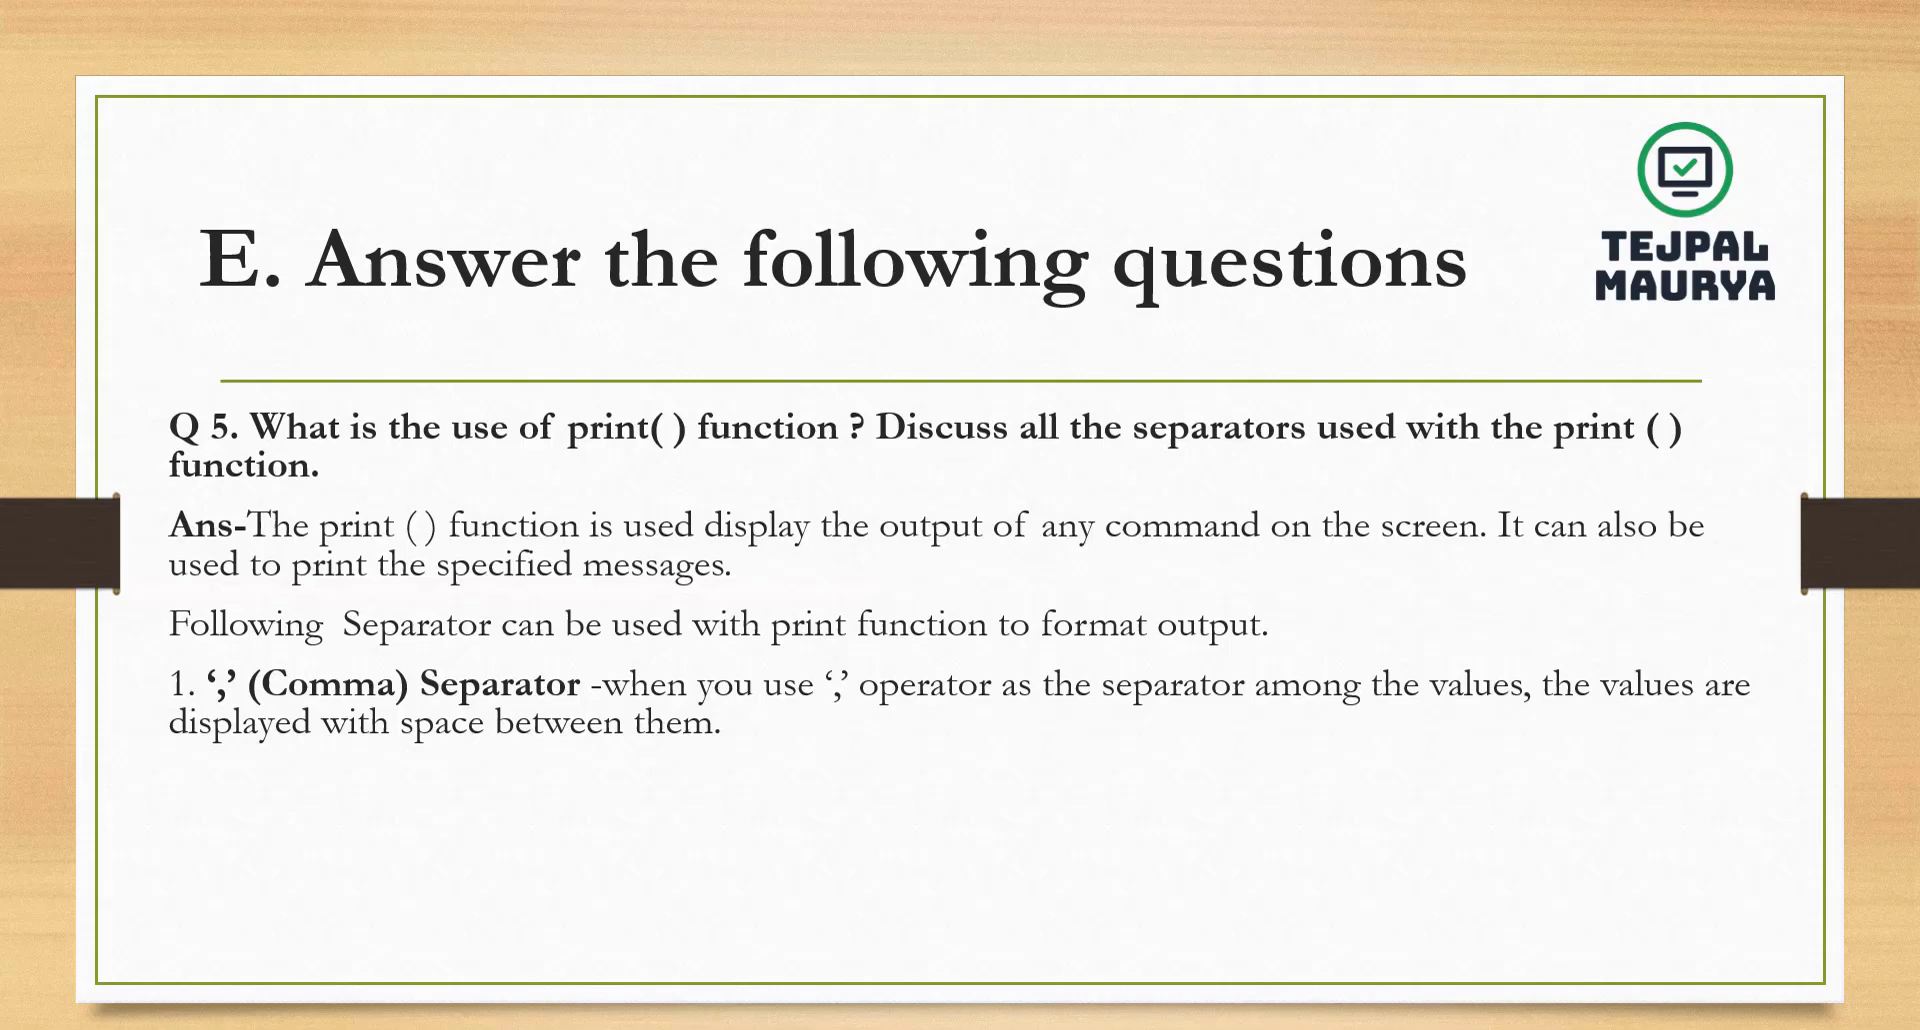 TEJPAL
MAURYA
E. Answer the following questions
Q 5. What is the use of print( ) function ? Discuss all the separators used with the print ( )
function.
Ans-The print ( ) function is used display the output of any command on the screen. It can also be
used to print the specified messages.
Following  Separator can be used with print function to format output.
1. ‘,’ (Comma) Separator -when you use ‘,’ operator as the separator among the values, the values are
displayed with space between them.